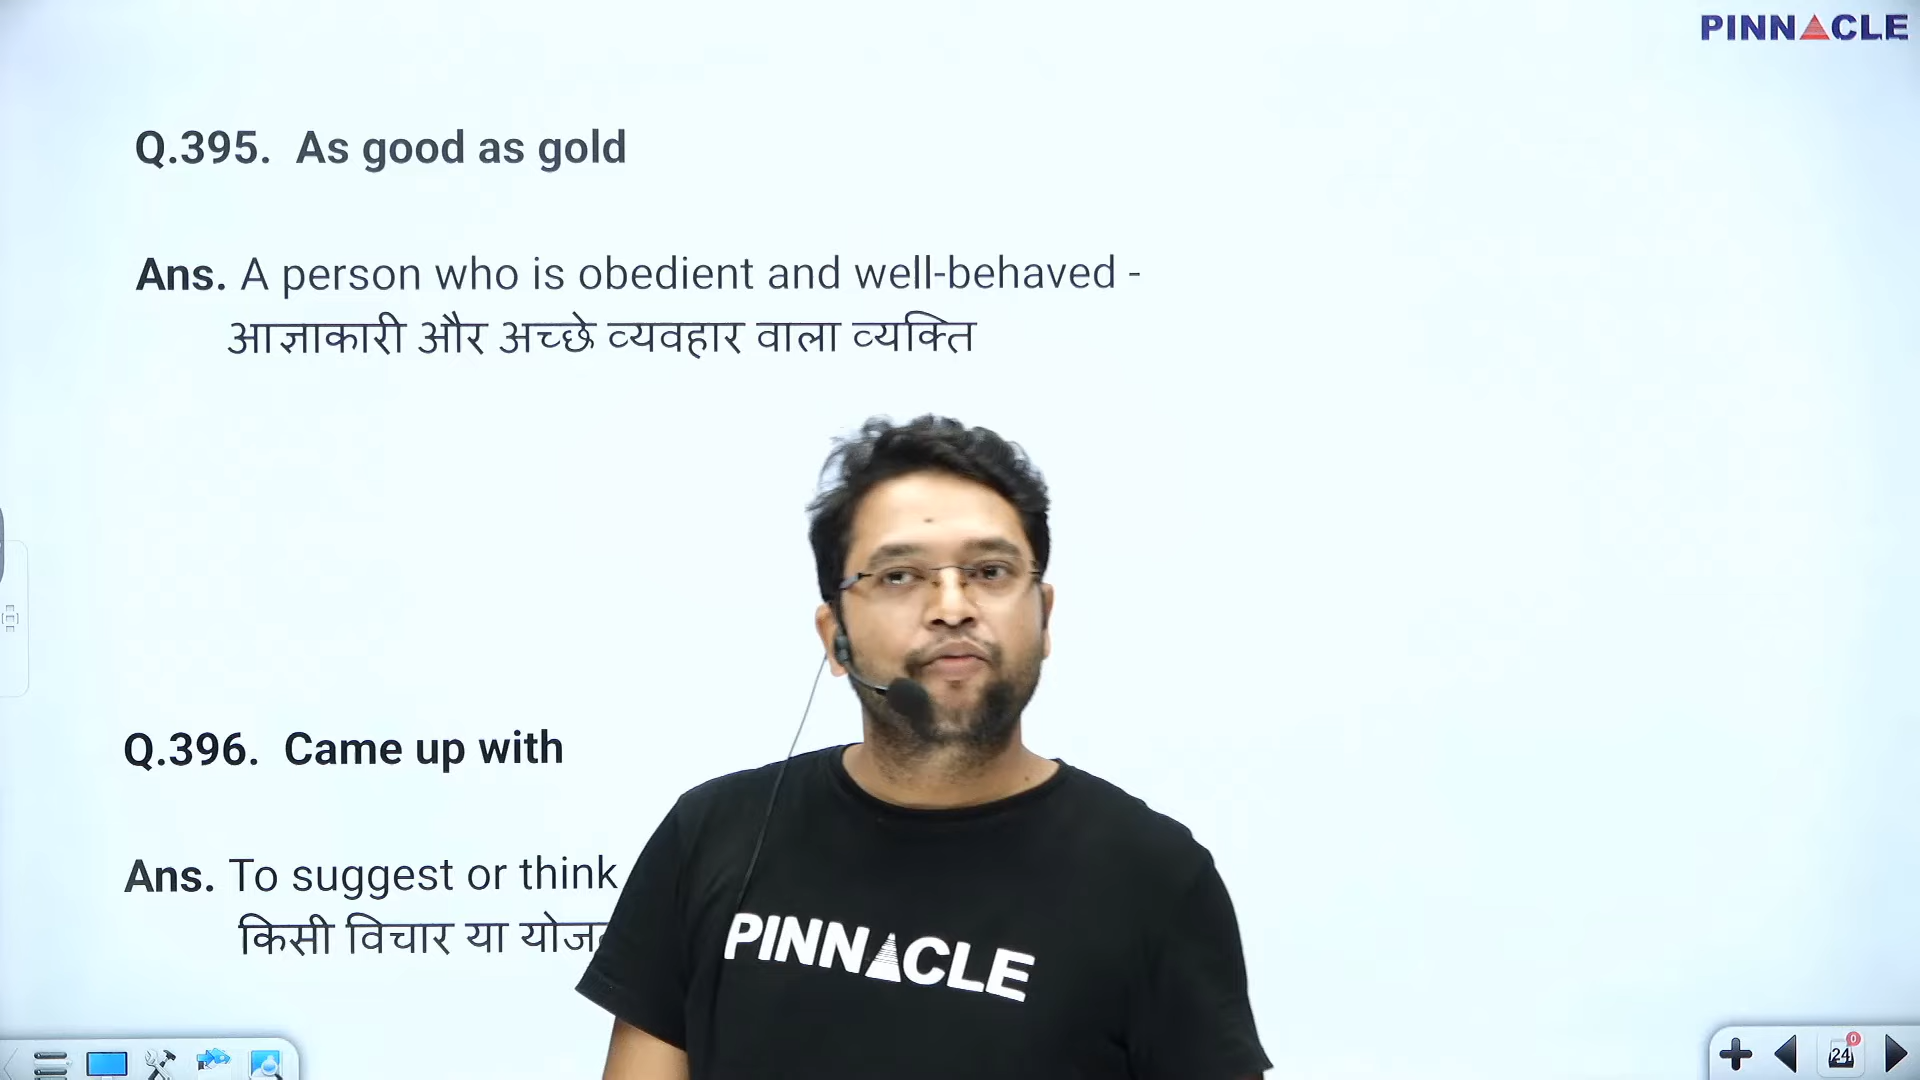 PINNACLE
Q.395. As good as gold
Ans. A person who is obedient and well-behaved -
आज्ञाकारी और अच्छे व्यवहार वाला व्यक्ति
Q.396. Came up with
Ans. To suggest or think
किसी विचार या
PINNACLE
24
0